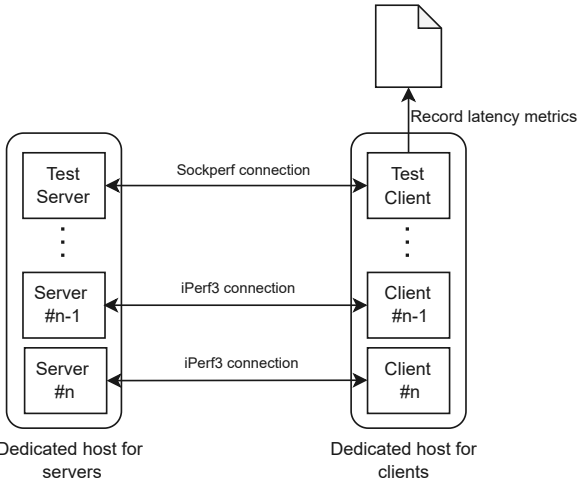 Record latency metrics
Test
Server
Sockperf connection
Test
Client
Server
#n-1
iPerf3 connection
Client
#n-1
Server
#n
iPerf3 connection
Client
#n
Dedicated host for
servers
Dedicated host for
clients